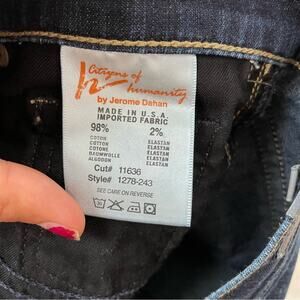 Citizens of
humanity
by Jerome Dahan
MADE IN U.S.A.
IMPORTED FABRIC
98% 2%
COTON ELASTAN
COTTON ELASTAN
COTONE ELASTAN
BAUMWOLLE ELASTAN
ALGODON ELASTAN
Cut# 11636
Style# 1278-243
SEE CARE ON REVERSE